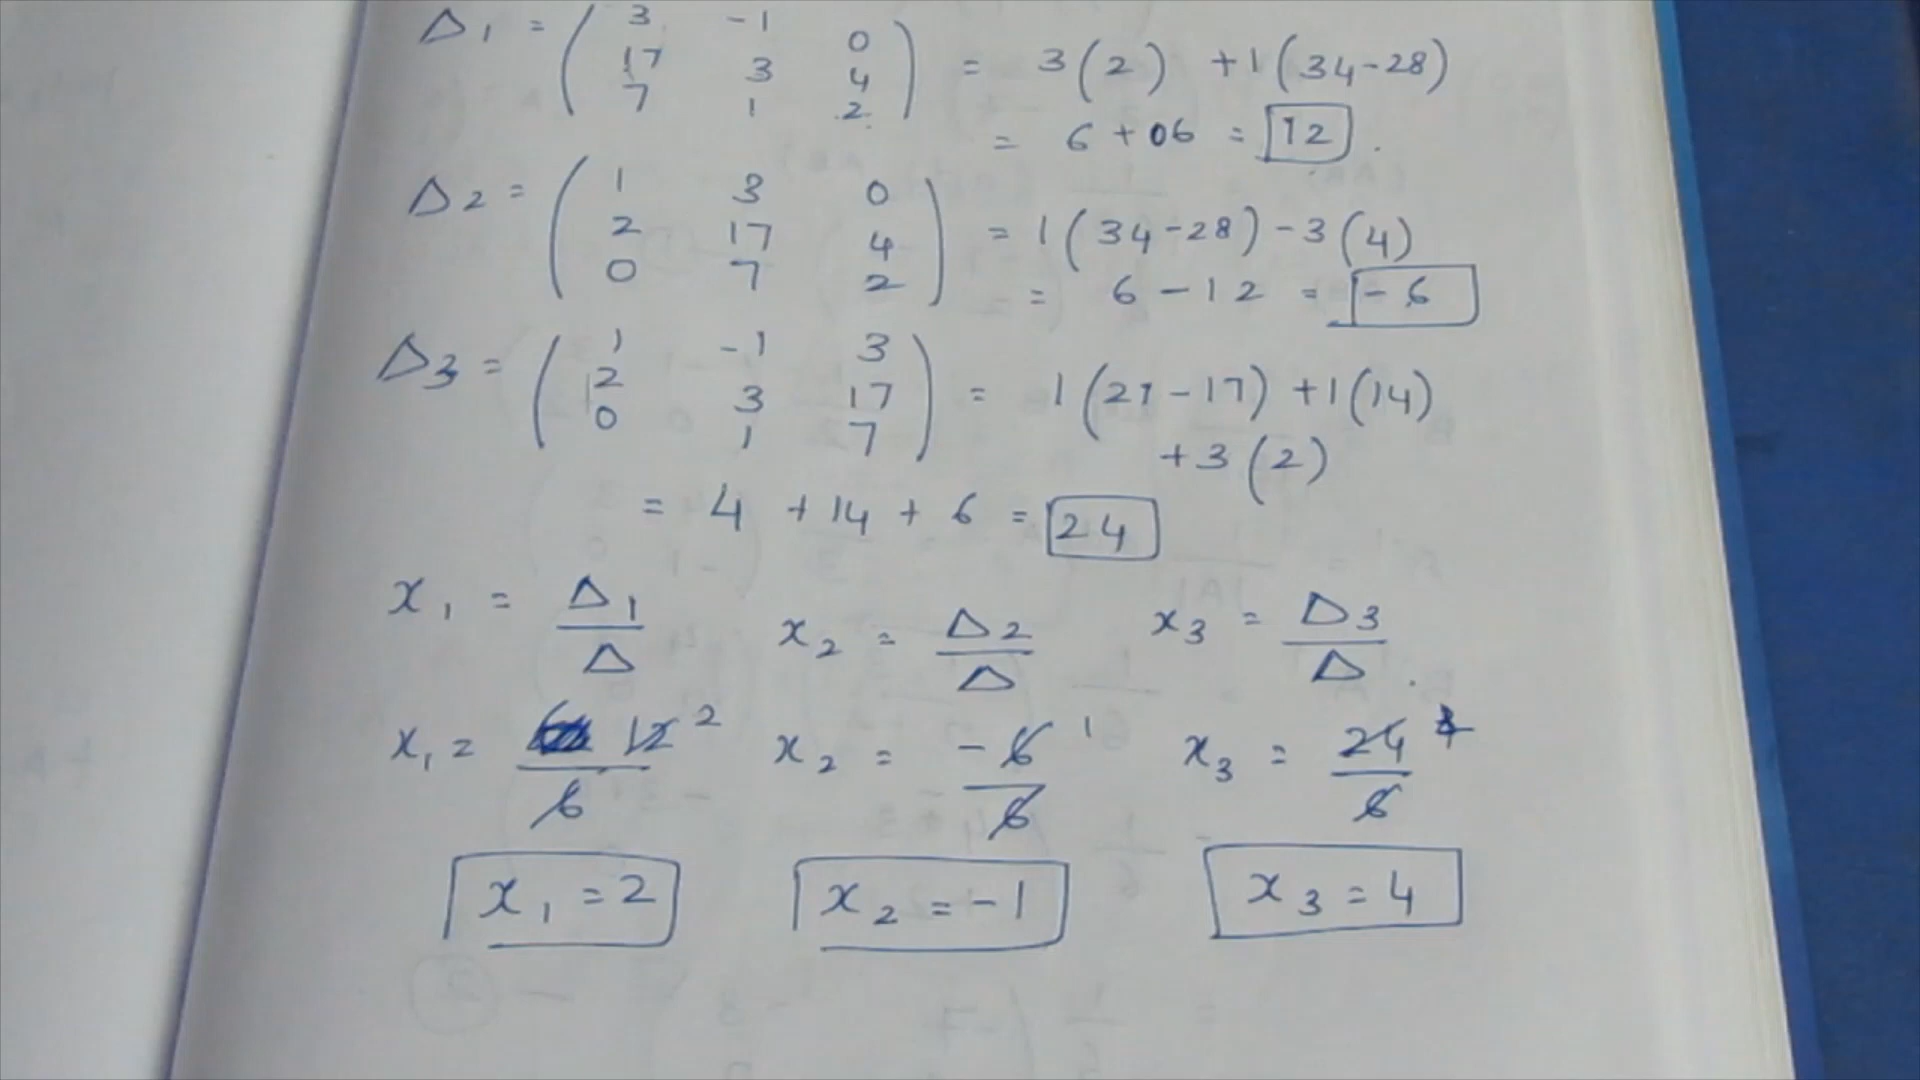 Δ1 = ( 3 -1 0 = 3(2) +1(34-28)
17 3 4
7 1 2 ) = 6 + 06 = 12.
Δ2 = ( 1 3 0
2 17 4 = 1(34-28) -3(4)
0 7 2 ) = 6 - 12 = -6
Δ3 = ( 1 -1 3
2 3 17 = 1(21-17) +1(14)
0 1 7 ) +3(2)
= 4 + 14 + 6 = 24
x1 = Δ1/Δ x2 = Δ2/Δ x3 = Δ3/Δ.
x1 = 12/6 2 x2 = -6/6 1 x3 = 24/6 4
x1 = 2 x2 = -1 x3 = 4